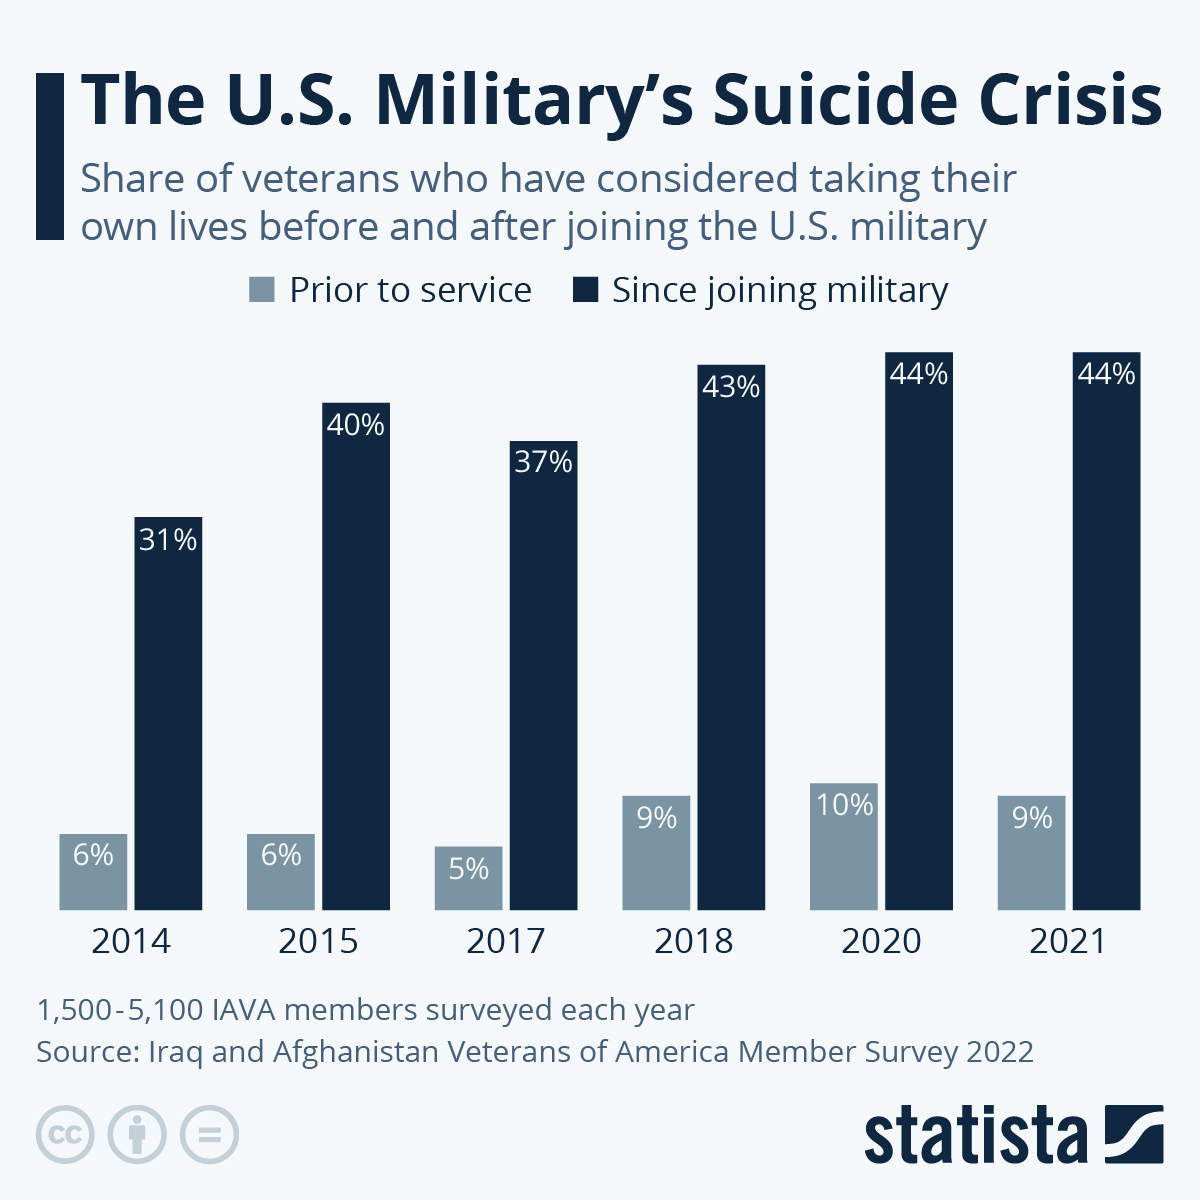 The U.S. Military's Suicide Crisis
Share of veterans who have considered taking their
own lives before and after joining the U.S. military
Prior to service
Since joining military
6%
31%
6%
40%
5%
37%
9%
43%
10%
44%
9%
44%
2014
2015
2017
2018
2020
2021
1,500-5,100 IAVA members surveyed each year
Source: Iraq and Afghanistan Veterans of America Member Survey 2022
cc
statista